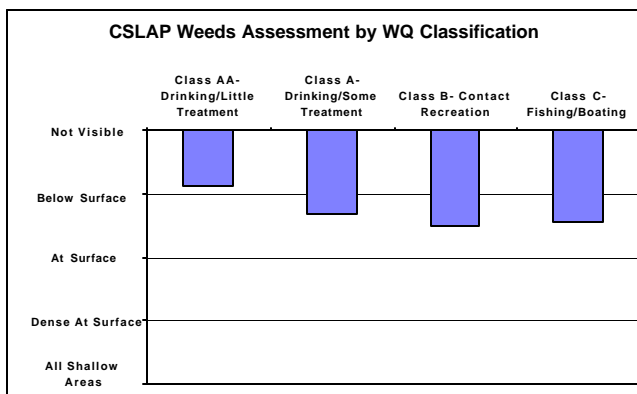 CSLAP Weeds Assessment by WQ Classification
Class AA-
Drinking/Little
Treatment
Class A-
Drinking/Some
Treatment
Class B- Contact
Recreation
Class C-
Fishing/Boating
Not Visible
Below Surface
At Surface
Dense At Surface
All Shallow
Areas